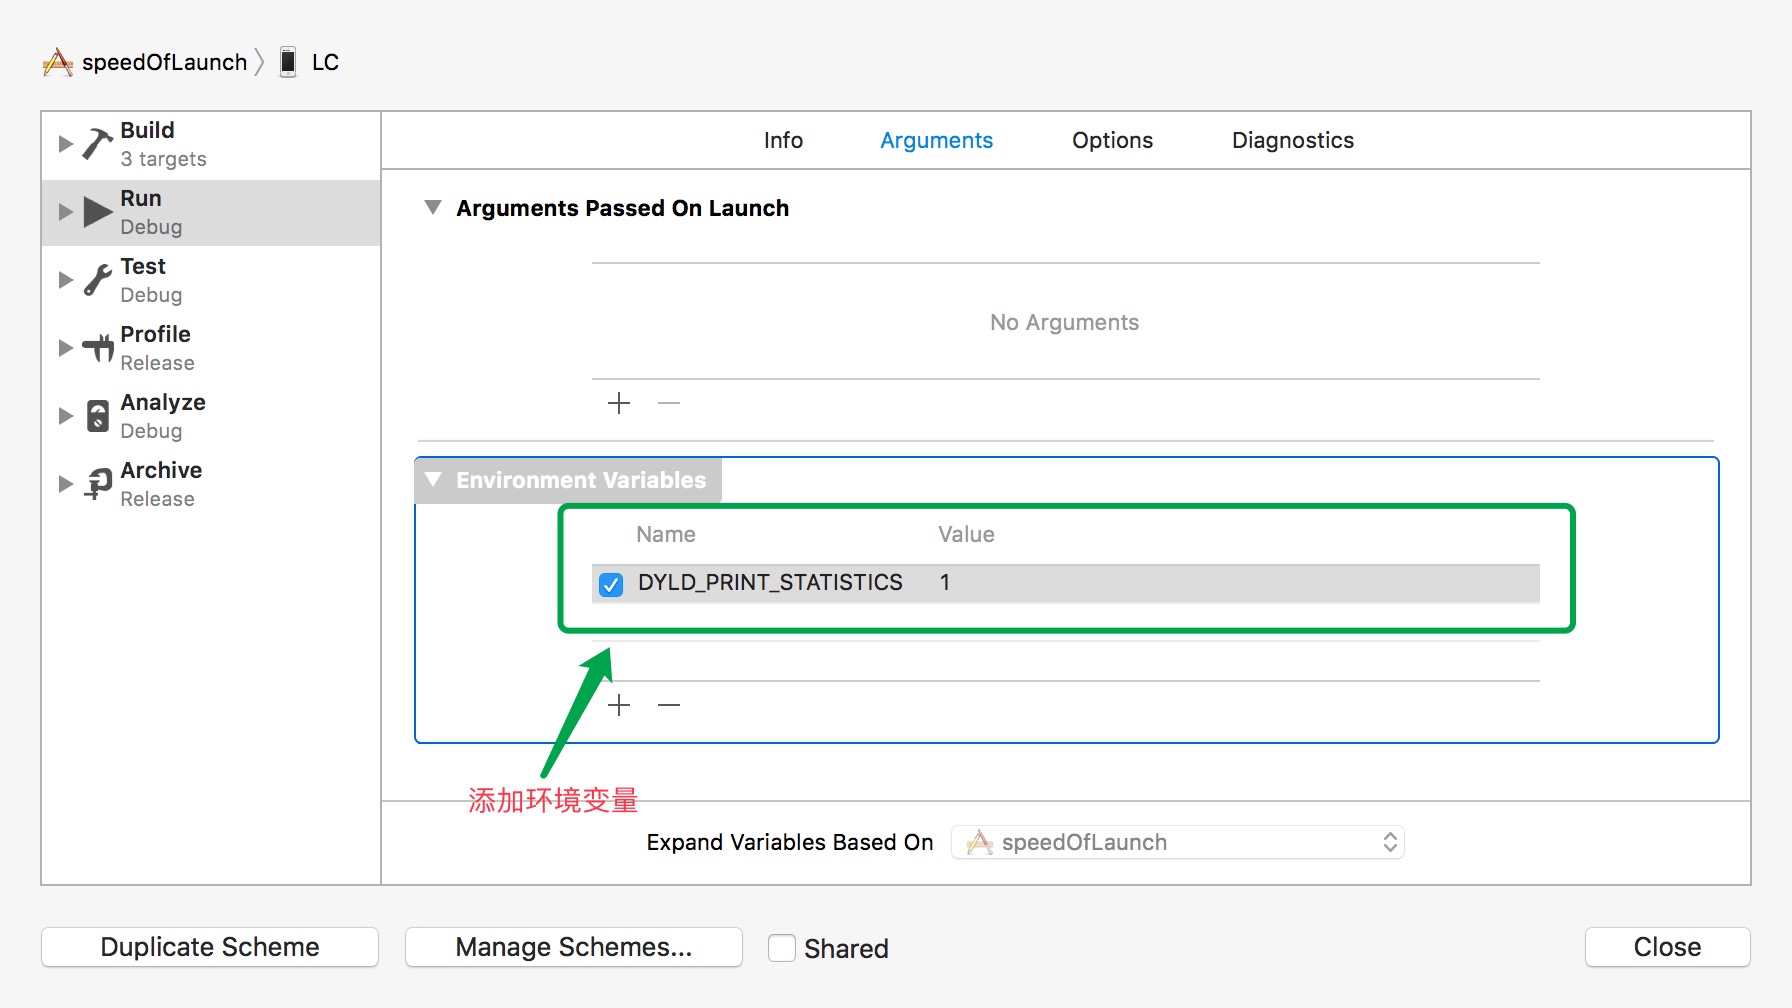 speedOfLaunch LC
Build
3 targets
Run
Debug
Test
Debug
Profile
Release
Analyze
Debug
Archive
Release
Info Arguments Options Diagnostics
Arguments Passed On Launch
No Arguments
Environment Variables
Name Value
DYLD_PRINT_STATISTICS 1
添加环境变量
Expand Variables Based On speedOfLaunch
Duplicate Scheme Manage Schemes... Shared Close